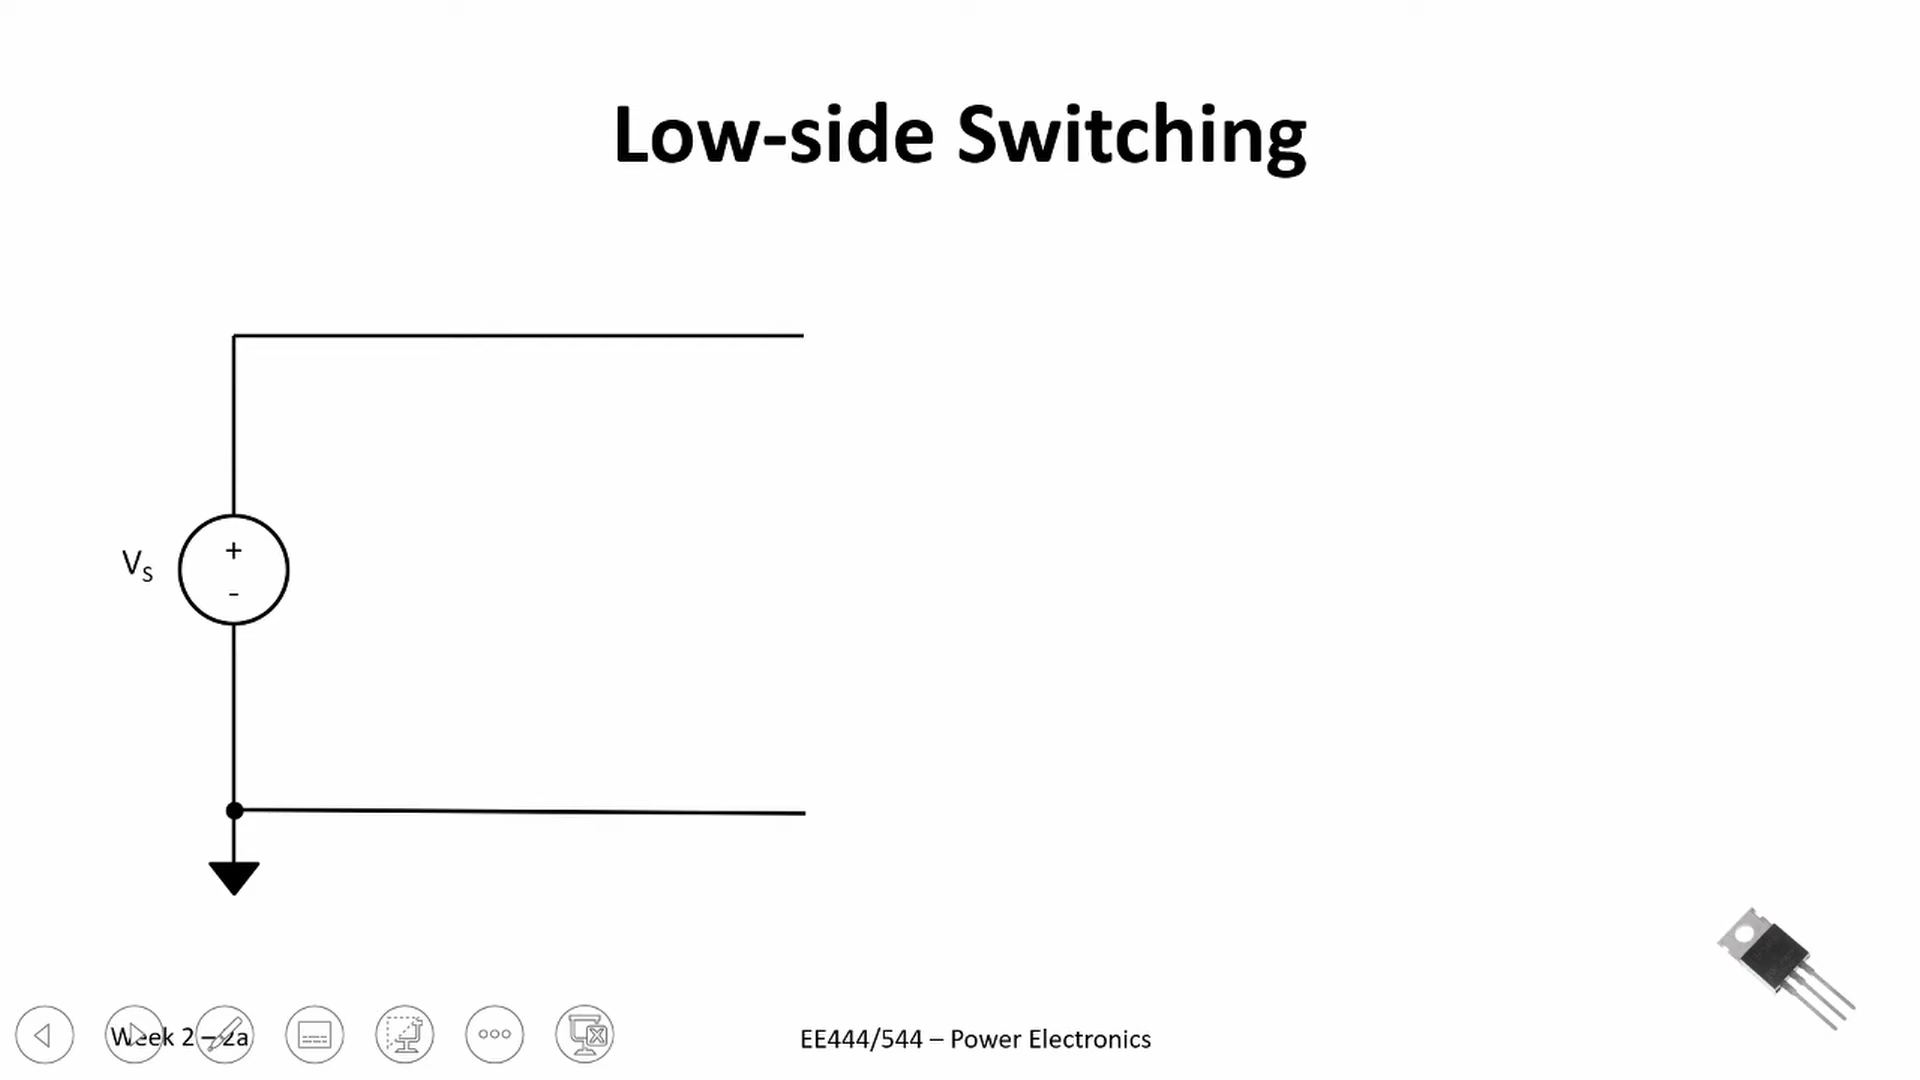 Low-side Switching
+
VS
-
Week 2 – 2a
EE444/544 – Power Electronics